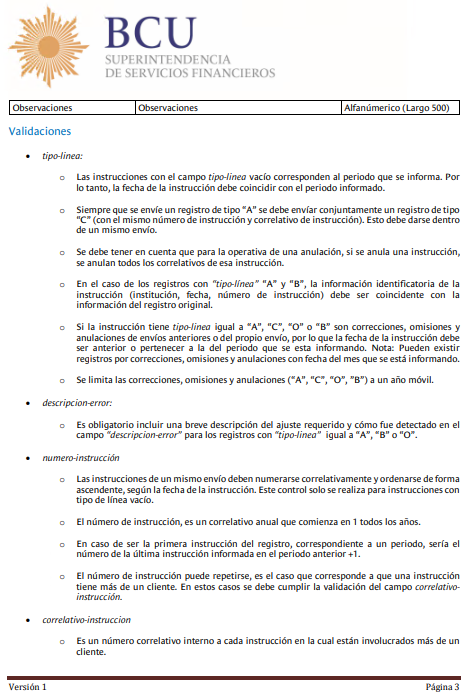 BCU
SUPERINTENDENCIA
DE SERVICIOS FINANCIEROS
Observaciones Observaciones Alfanúmerico (Largo 500)
Validaciones
• tipo-linea:
o Las instrucciones con el campo tipo-linea vacío corresponden al periodo que se informa. Por
lo tanto, la fecha de la instrucción debe coincidir con el periodo informado.
o Siempre que se envíe un registro de tipo “A” se debe envíar conjuntamente un registro de tipo
“C” (con el mismo número de instrucción y correlativo de instrucción). Esto debe darse dentro
de un mismo envío.
o Se debe tener en cuenta que para la operativa de una anulación, si se anula una instrucción,
se anulan todos los correlativos de esa instrucción.
o En el caso de los registros con “tipo-línea” “A” y “B”, la información identificatoria de la
instrucción (institución, fecha, número de instrucción) debe ser coincidente con la
información del registro original.
o Si la instrucción tiene tipo-linea igual a “A”, “C”, “O” o “B” son correcciones, omisiones y
anulaciones de envíos anteriores o del propio envío, por lo que la fecha de la instrucción debe
ser anterior o pertenecer a la del periodo que se esta informando. Nota: Pueden existir
registros por correcciones, omisiones y anulaciones con fecha del mes que se está informando.
o Se limita las correcciones, omisiones y anulaciones (“A”, “C”, “O”, ”B”) a un año móvil.
• descripcion-error:
o Es obligatorio incluir una breve descripción del ajuste requerido y cómo fue detectado en el
campo “descripcion-error” para los registros con “tipo-linea” igual a “A”, “B” o “O”.
• numero-instrucción
o Las instrucciones de un mismo envío deben numerarse correlativamente y ordenarse de forma
ascendente, según la fecha de la instrucción. Este control solo se realiza para instrucciones con
tipo de línea vacío.
o El número de instrucción, es un correlativo anual que comienza en 1 todos los años.
o En caso de ser la primera instrucción del registro, correspondiente a un periodo, sería el
número de la última instrucción informada en el periodo anterior +1.
o El número de instrucción puede repetirse, es el caso que corresponde a que una instrucción
tiene más de un cliente. En estos casos se debe cumplir la validación del campo correlativo-
instrucción.
• correlativo-instruccion
o Es un número correlativo interno a cada instrucción en la cual están involucrados más de un
cliente.
Versión 1 Página 3